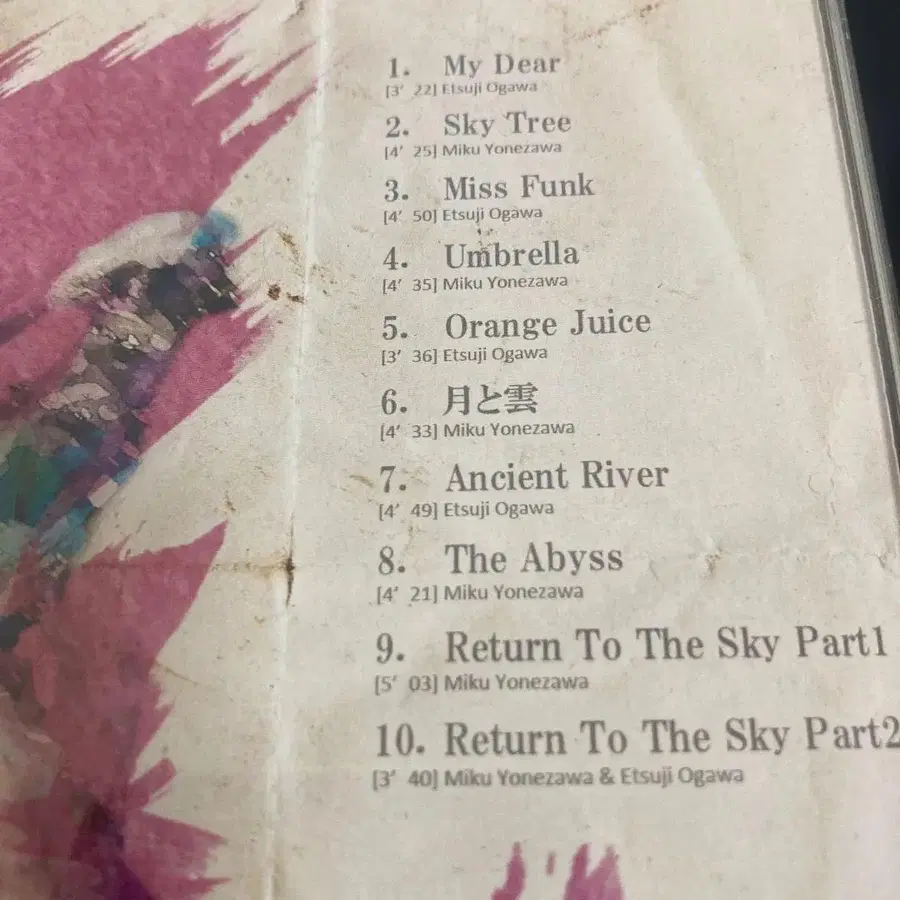 1. My Dear
[3' 22] Etsuji Ogawa
2. Sky Tree
[4' 25] Miku Yonezawa
3. Miss Funk
[4' 50] Etsuji Ogawa
4. Umbrella
[4' 35] Miku Yonezawa
5. Orange Juice
[3' 36] Etsuji Ogawa
6. 月と雲
[4' 33] Miku Yonezawa
7. Ancient River
[4' 49] Etsuji Ogawa
8. The Abyss
[4' 21] Miku Yonezawa
9. Return To The Sky Part1
[5' 03] Miku Yonezawa
10. Return To The Sky Part2
[3' 40] Miku Yonezawa & Etsuji Ogawa